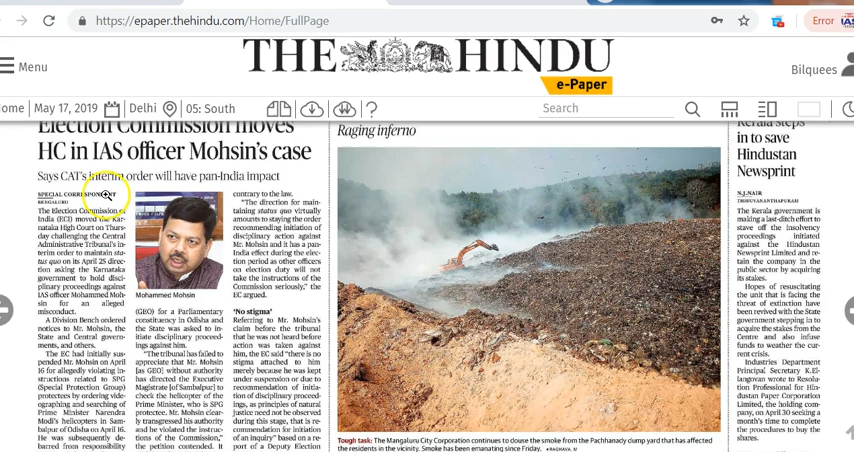 https://epaper.thehindu.com/Home/FullPage
Error
IAS
Menu
THE HINDU
e-Paper
Bilquees
ome
May 17, 2019
Delhi
05: South
?
Search
Election Commission moves
HC in IAS officer Mohsin's case
Says CAT's interim order will have pan-India impact
SPECIAL CORRESPONDENT
BENGALURU
The Election Commission of
India (ECI) moved the Kar-
nataka High Court on Thurs-
day challenging the Central
Administrative Tribunal's in-
terim order to maintain sta-
tus quo on its April 25 direc-
tion asking the Karnataka
government to hold disci-
plinary proceedings against
IAS officer Mohammed Moh-
sin for an alleged
misconduct.
A Division Bench ordered
notices to Mr. Mohsin, the
State and Central govern-
ments, and others.
The EC had initially sus-
pended Mr. Mohsin on April
16 for allegedly violating in-
structions related to SPG
(Special Protection Group)
protectees by ordering vide-
ographing and searching of
Prime Minister Narendra
Modi's helicopters in Sam-
balpur of Odisha on April 16.
He was subsequently de-
barred from responsibility
Mohammed Mohsin
(GEO) for a Parliamentary
constituency in Odisha and
the State was asked to in-
itiate disciplinary proceed-
ings against him.
"The tribunal has failed to
appreciate that Mr. Mohsin
[as GEO] without authority
has directed the Executive
Magistrate [of Sambalpur] to
check the helicopter of the
Prime Minister, who is SPG
protectee. Mr. Mohsin clear-
ly transgressed his authority
and he violated the instruc-
tions of the Commission,"
the petition contended. It
contrary to the law.
"The direction for main-
taining status quo virtually
amounts to staying the order
recommending initiation of
disciplinary action against
Mr. Mohsin and it has a pan-
India effect during the elec-
tion period as other officers
on election duty will not
take the instructions of the
Commission seriously," the
EC argued.
'No stigma'
Referring to Mr. Mohsin's
claim before the tribunal
that he was not heard before
action was taken against
him, the EC said "there is no
stigma attached to him
merely because he was kept
under suspension or due to
recommendation of initia-
tion of disciplinary proceed-
ings, as principles of natural
justice need not be observed
during this stage, that is re-
commendation for initiation
of an inquiry" based on a re-
port of a Deputy Election
Raging inferno
Tough task: The Mangaluru City Corporation continues to douse the smoke from the Pachhanady dump yard that has affected
the residents in the vicinity. Smoke has been emanating since Friday.
Kerala steps
in to save
Hindustan
Newsprint
N.J.NAIR
THIRUVANANTHAPURAM
The Kerala government is
making a last-ditch effort to
stave off the insolvency
proceedings initiated
against the Hindustan
Newsprint Limited and re-
tain the company in the
public sector by acquiring
its stakes.
Hopes of resuscitating
the unit that is facing the
threat of extinction have
been revived with the State
government stepping in to
acquire the stakes from the
Centre and also infuse
funds to weather the cur-
rent crisis.
Industries Department
Principal Secretary K.El-
langovan wrote to Resolu-
tion Professional for Hin-
dustan Paper Corporation
Limited, the holding com-
pany, on April 30 seeking a
month's time to complete
the procedures to buy the
shares.